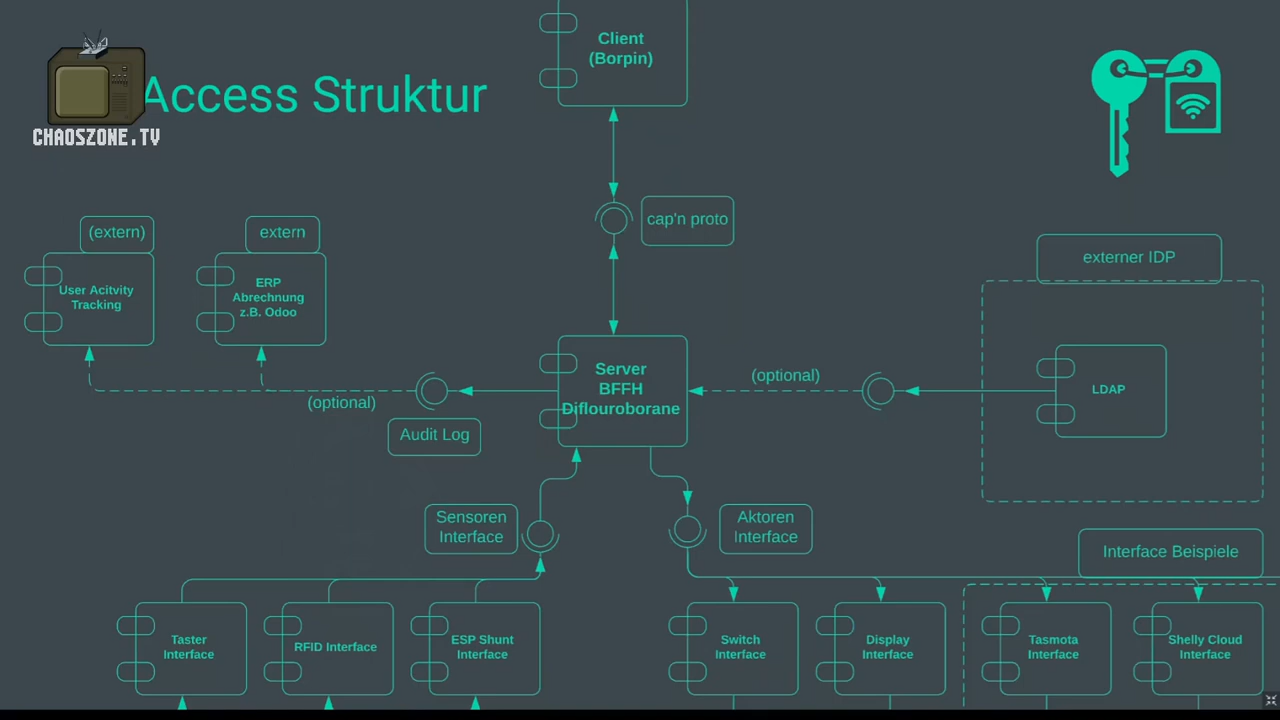 Client
(Borpin)
Access Struktur
CHAOSZONE.TV
cap'n proto
(extern)
extern
externer IDP
User Acitvity
Tracking
ERP
Abrechnung
z.B. Odoo
Server
BFFH
Diflouroborane
(optional)
LDAP
(optional)
Audit Log
Sensoren
Interface
Aktoren
Interface
Interface Beispiele
Taster
Interface
RFID Interface
ESP Shunt
Interface
Switch
Interface
Display
Interface
Tasmota
Interface
Shelly Cloud
Interface